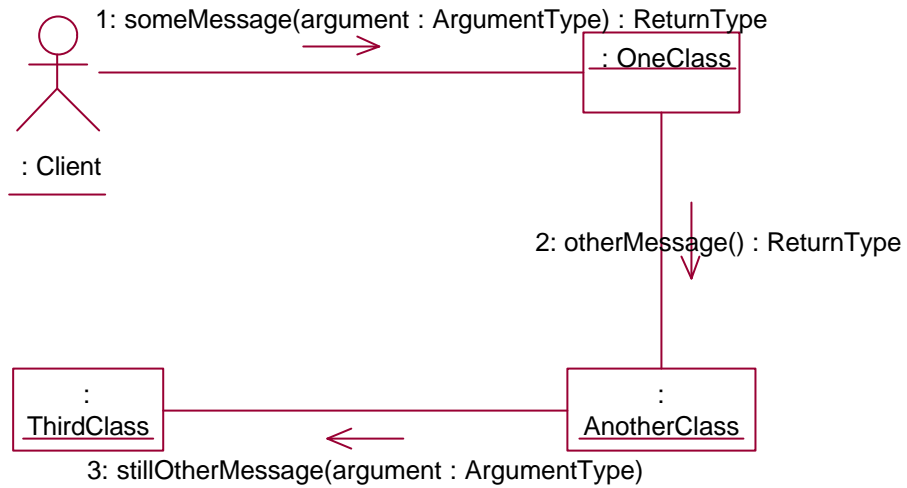 1: someMessage(argument : ArgumentType) : ReturnType
: OneClass
: Client
2: otherMessage() : ReturnType
:
ThirdClass
:
AnotherClass
3: stillOtherMessage(argument : ArgumentType)